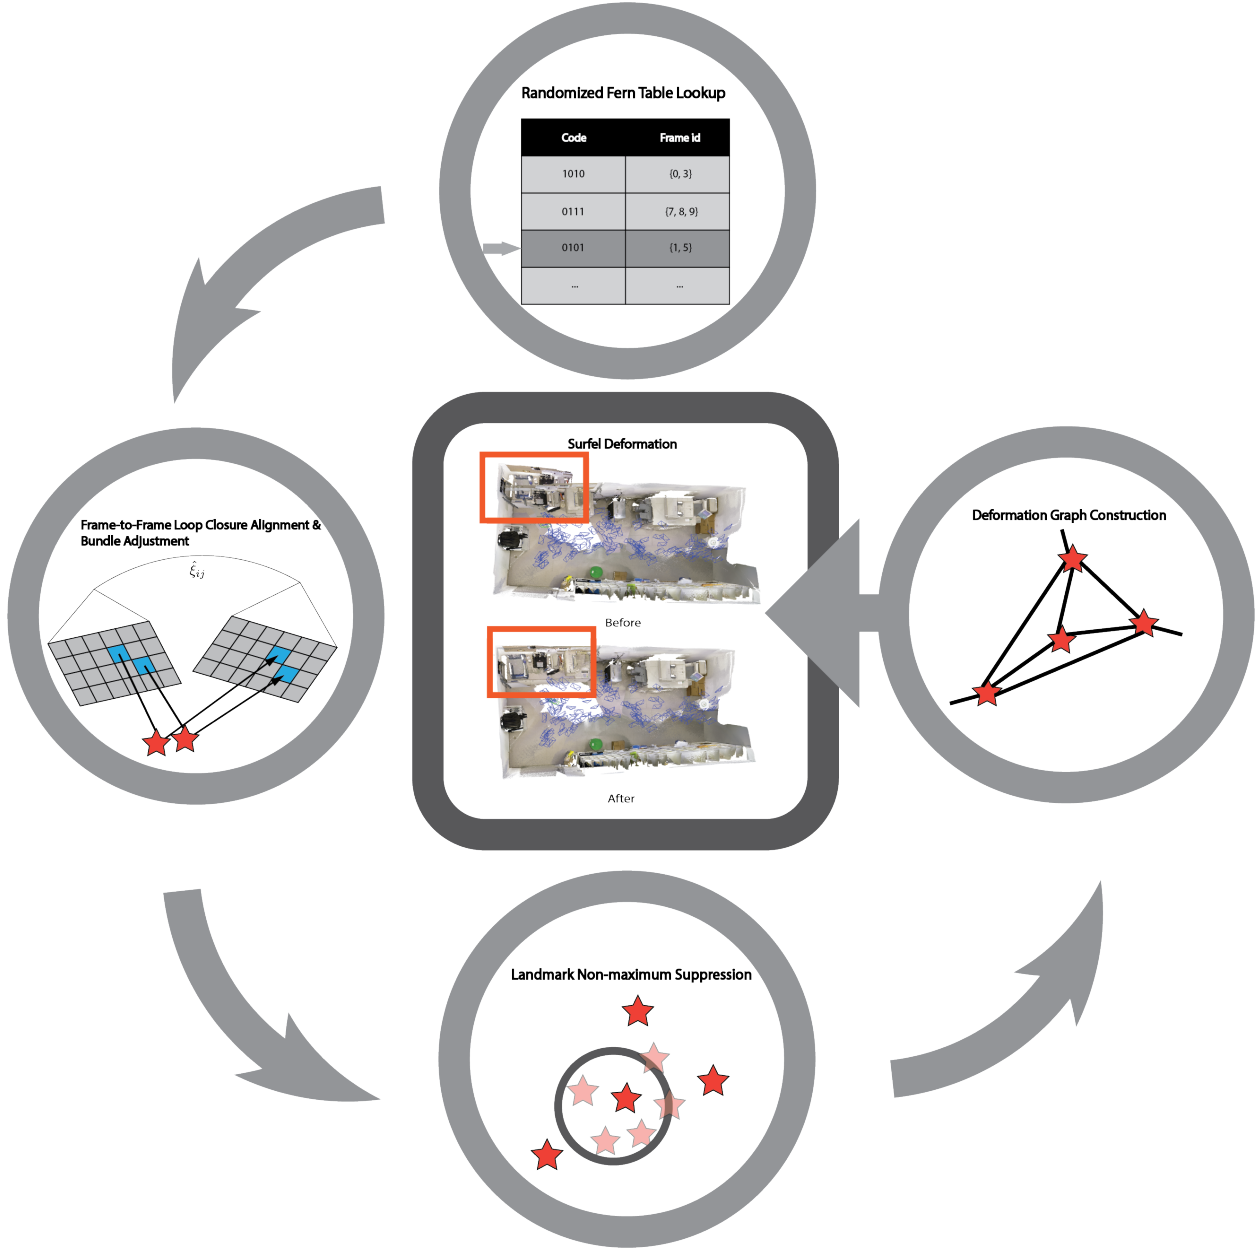 Randomized Fern Table Lookup
Code Frame id
1010 {0, 3}
0111 {7, 8, 9}
0101 {1, 5}
... ...
Surfel Deformation
Before
After
Frame-to-Frame Loop Closure Alignment &
Bundle Adjustment
ξ̂ij
Deformation Graph Construction
Landmark Non-maximum Suppression